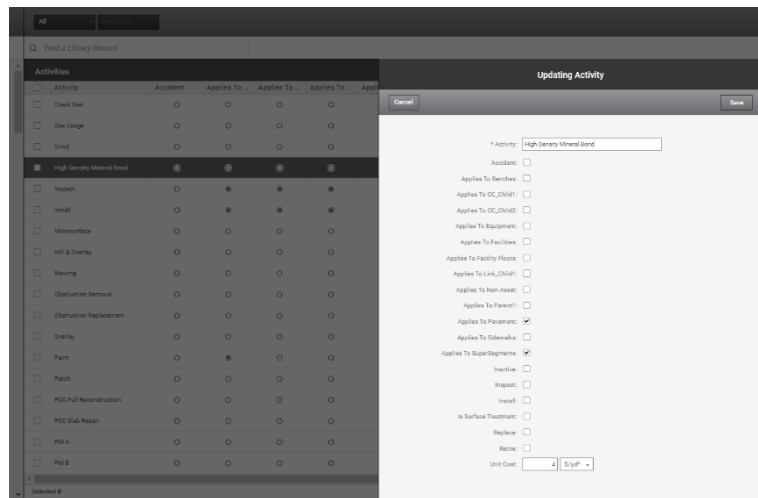 All
Find a Library Record
Activities
Activity Accident Applies To ... Applies To ... Applies To ... Appli
Crack Seal
Gas Usage
Grind
High Density Mineral Bond
Inspect
Install
Microsurface
Mill & Overlay
Mowing
Obstruction Removal
Obstruction Replacement
Overlay
Paint
Patch
PCC Full Reconstruction
PCC Slab Repair
PM A
PM B
Selected 0
Updating Activity
Cancel Save
* Activity: High Density Mineral Bond
Accident:
Applies To Benches:
Applies To CC_Child1:
Applies To CC_Child2:
Applies To Equipment:
Applies To Facilities:
Applies To Facility Floors:
Applies To Link_Child1:
Applies To Non-Asset:
Applies To Parent1:
Applies To Pavement:
Applies To Sidewalks:
Applies To SuperSegments:
Inactive:
Inspect:
Install:
Is Surface Treatment:
Replace:
Retire:
Unit Cost: 4 $/yd²